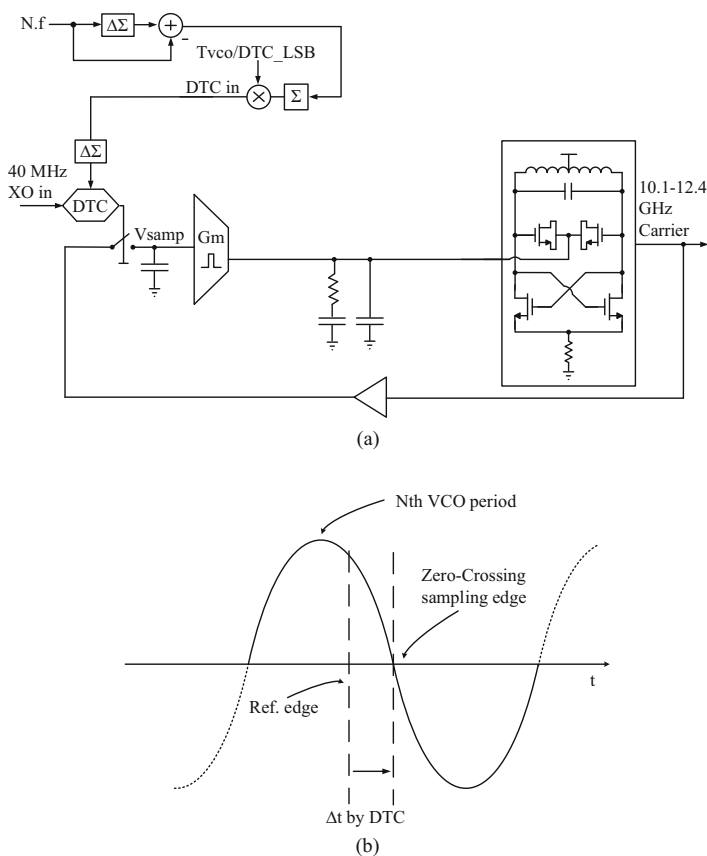 N.f
ΔΣ
+
-
Tvco/DTC_LSB
DTC in
×
Σ
ΔΣ
40 MHz
XO in
DTC
Vsamp
Gm
10.1-12.4
GHz
Carrier
(a)
Nth VCO period
Zero-Crossing
sampling edge
t
Ref. edge
Δt by DTC
(b)